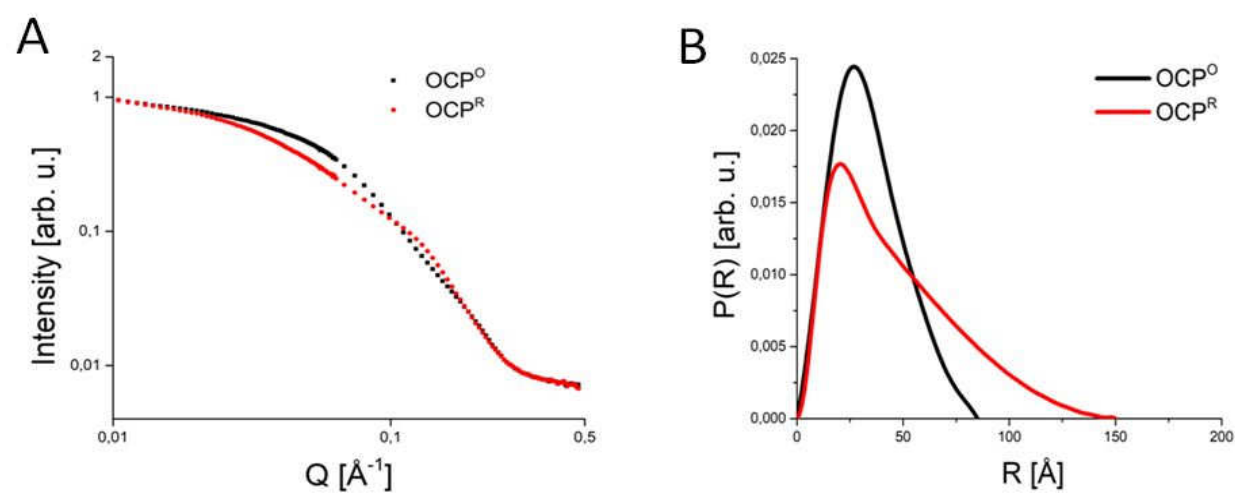 A
2
1
0,1
0,01
0,01
0,1
0,5
Intensity [arb. u.]
Q [Å⁻¹]
OCPᴼ
OCPᴿ
B
0,025
0,020
0,015
0,010
0,005
0,000
0
50
100
150
200
P(R) [arb. u.]
R [Å]
OCPᴼ
OCPᴿ